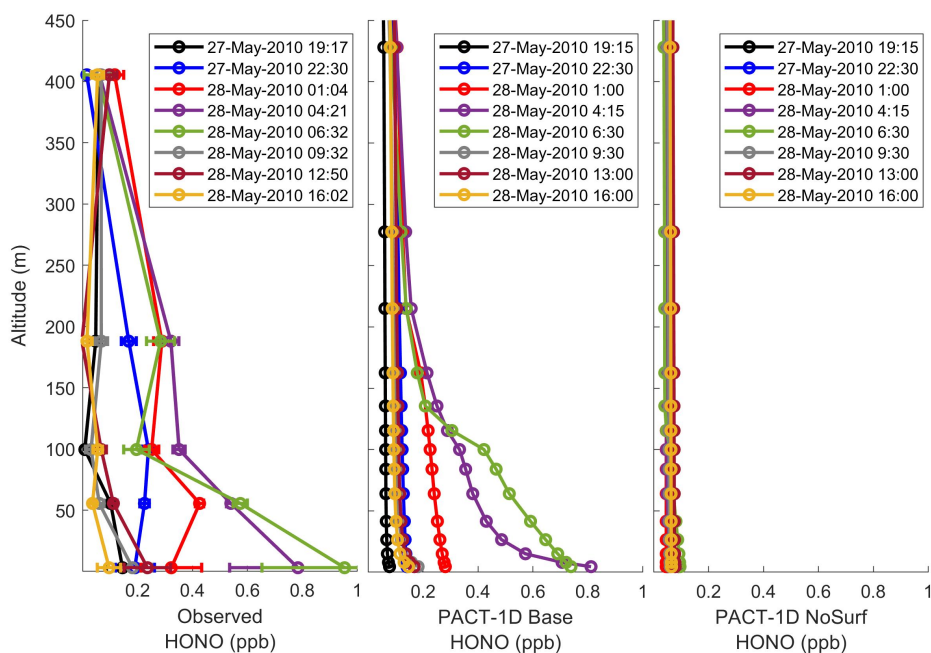 450
400
350
300
250
200
150
100
50
Altitude (m)
27-May-2010 19:17
27-May-2010 22:30
28-May-2010 01:04
28-May-2010 04:21
28-May-2010 06:32
28-May-2010 09:32
28-May-2010 12:50
28-May-2010 16:02
0.2 0.4 0.6 0.8 1
Observed
HONO (ppb)
27-May-2010 19:15
27-May-2010 22:30
28-May-2010 1:00
28-May-2010 4:15
28-May-2010 6:30
28-May-2010 9:30
28-May-2010 13:00
28-May-2010 16:00
0.2 0.4 0.6 0.8 1
PACT-1D Base
HONO (ppb)
27-May-2010 19:15
27-May-2010 22:30
28-May-2010 1:00
28-May-2010 4:15
28-May-2010 6:30
28-May-2010 9:30
28-May-2010 13:00
28-May-2010 16:00
0.2 0.4 0.6 0.8 1
PACT-1D NoSurf
HONO (ppb)